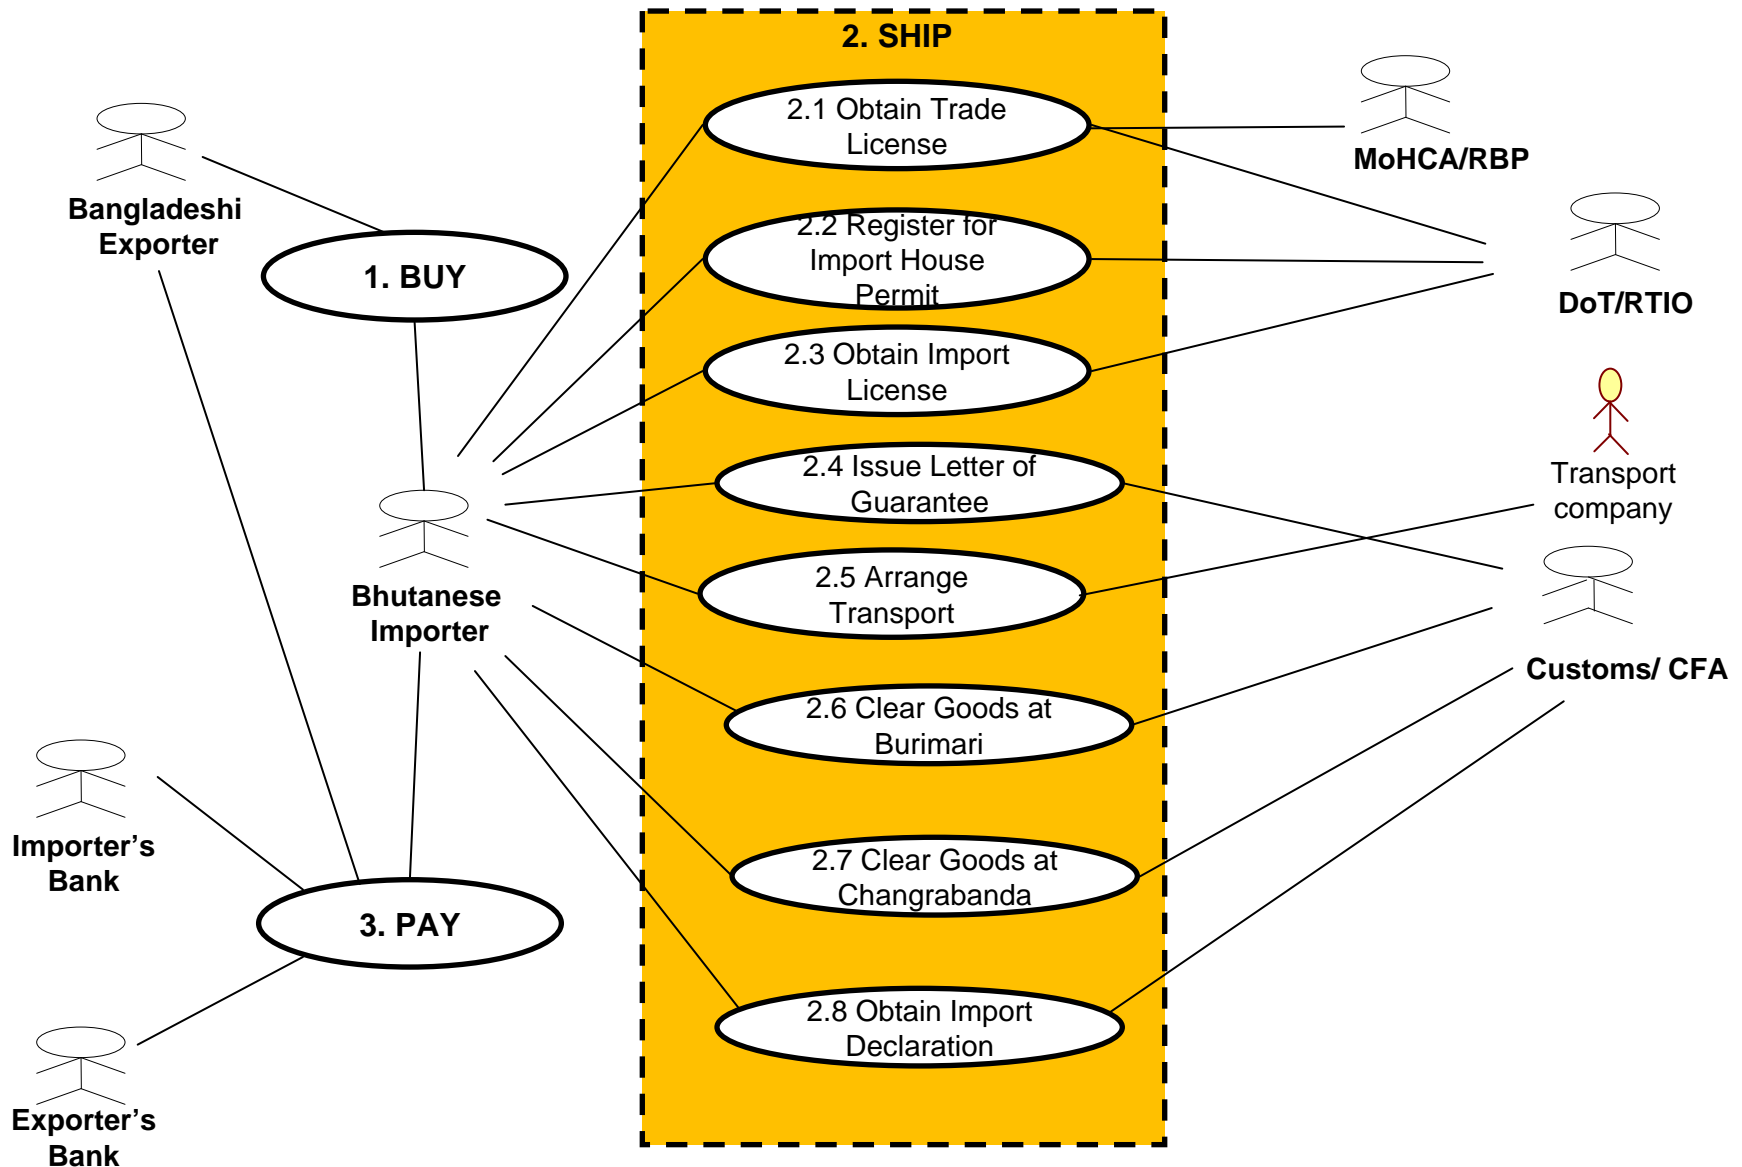 2. SHIP
2.1 Obtain Trade
License
MoHCA/RBP
Bangladeshi
Exporter
2.2 Register for
Import House
Permit
1. BUY
DoT/RTIO
2.3 Obtain Import
License
2.4 Issue Letter of
Guarantee
Transport
company
Bhutanese
Importer
2.5 Arrange
Transport
Customs/ CFA
2.6 Clear Goods at
Burimari
Importer’s
Bank
2.7 Clear Goods at
Changrabanda
3. PAY
2.8 Obtain Import
Declaration
Exporter’s
Bank